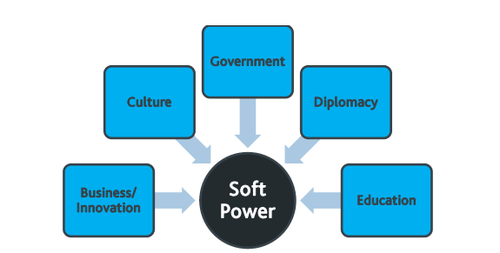 Government
Culture
Diplomacy
Business/
Innovation
Soft
Power
Education